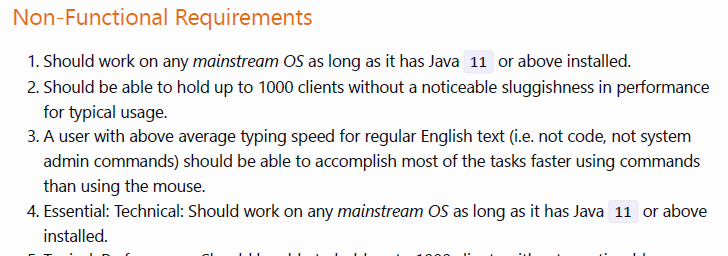 Non-Functional Requirements
1. Should work on any mainstream OS as long as it has Java 11 or above installed.
2. Should be able to hold up to 1000 clients without a noticeable sluggishness in performance
for typical usage.
3. A user with above average typing speed for regular English text (i.e. not code, not system
admin commands) should be able to accomplish most of the tasks faster using commands
than using the mouse.
4. Essential: Technical: Should work on any mainstream OS as long as it has Java 11 or above
installed.